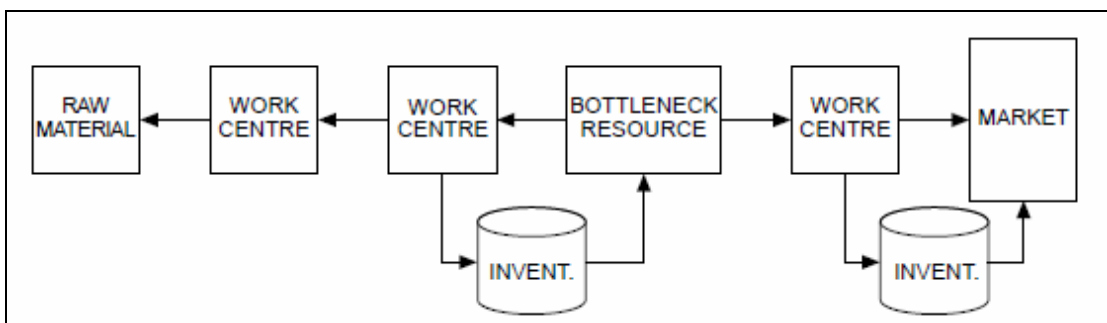 RAW
MATERIAL
WORK
CENTRE
WORK
CENTRE
BOTTLENECK
RESOURCE
WORK
CENTRE
MARKET
INVENT.
INVENT.